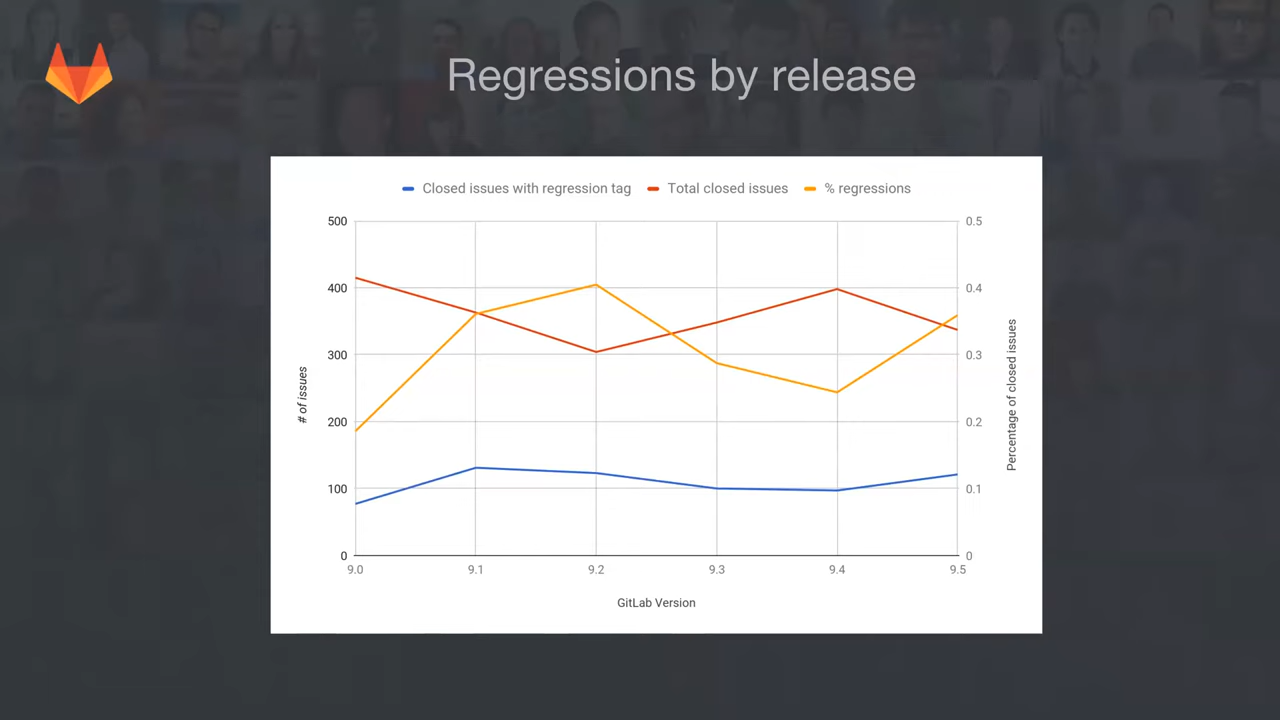 Regressions by release
Closed issues with regression tag
Total closed issues
% regressions
500
400
300
200
100
0
# of issues
0.5
0.4
0.3
0.2
0.1
0
Percentage of closed issues
9.0
9.1
9.2
9.3
9.4
9.5
GitLab Version